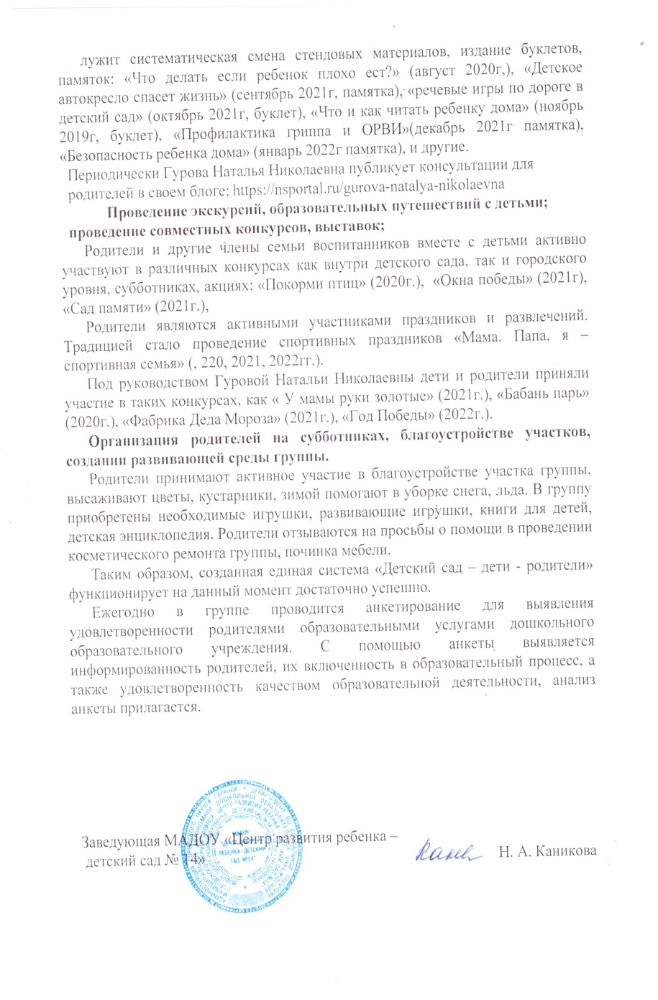 лужит систематическая смена стендовых материалов, издание буклетов,
памяток: «Что делать если ребенок плохо ест?» (август 2020г,), «Детское
автокресло спасет жизнь» (сентябрь 2021г, памятка), «речевые игры по дороге в
детский сад» (октябрь 2021г, буклет), «Что и как читать ребенку дома» (ноябрь
2019г, буклет), «Профилактика гриппа и ОРВИ»(декабрь 2021г памятка),
«Безопасность ребенка дома» (январь 2022г памятка), и другие.
Периодически Гурова Наталья Николаевна публикует консультации для
родителей в своем блоге: https://nsportal.ru/gurova-natalya-nikolaevna
Проведение экскурсий, образовательных путешествий с детьми;
проведение совместных конкурсов, выставок;
Родители и другие члены семьи воспитанников вместе с детьми активно
участвуют в различных конкурсах как внутри детского сада, так и городского
уровня, субботниках, акциях: «Покорми птиц» (2020г.), «Окна победы» (2021г),
«Сад памяти» (2021г.),
Родители являются активными участниками праздников и развлечений.
Традицией стало проведение спортивных праздников «Мама. Папа, я –
спортивная семья» (, 220, 2021, 2022гг.).
Под руководством Гуровой Натальи Николаевны дети и родители приняли
участие в таких конкурсах, как « У мамы руки золотые» (2021г.), «Бабань парь»
(2020г.), «Фабрика Деда Мороза» (2021г.), «Год Победы» (2022г.).
Организация родителей на субботниках, благоустройстве участков,
создании развивающей среды группы.
Родители принимают активное участие в благоустройстве участка группы,
высаживают цветы, кустарники, зимой помогают в уборке снега, льда. В группу
приобретены необходимые игрушки, развивающие игрушки, книги для детей,
детская энциклопедия. Родители отзываются на просьбы о помощи в проведении
косметического ремонта группы, починка мебели.
Таким образом, созданная единая система «Детский сад – дети - родители»
функционирует на данный момент достаточно успешно.
Ежегодно в группе проводится анкетирование для выявления
удовлетворенности родителями образовательными услугами дошкольного
образовательного учреждения. С помощью анкеты выявляется
информированность родителей, их включенность в образовательный процесс, а
также удовлетворенность качеством образовательной деятельности, анализ
анкеты прилагается.
Заведующая МАДОУ «Центр развития ребенка –
детский сад № 14»
Н. А. Каникова
МАДОУ
РЕБЕНКА - ДЕТСКИЙ
САД №14"